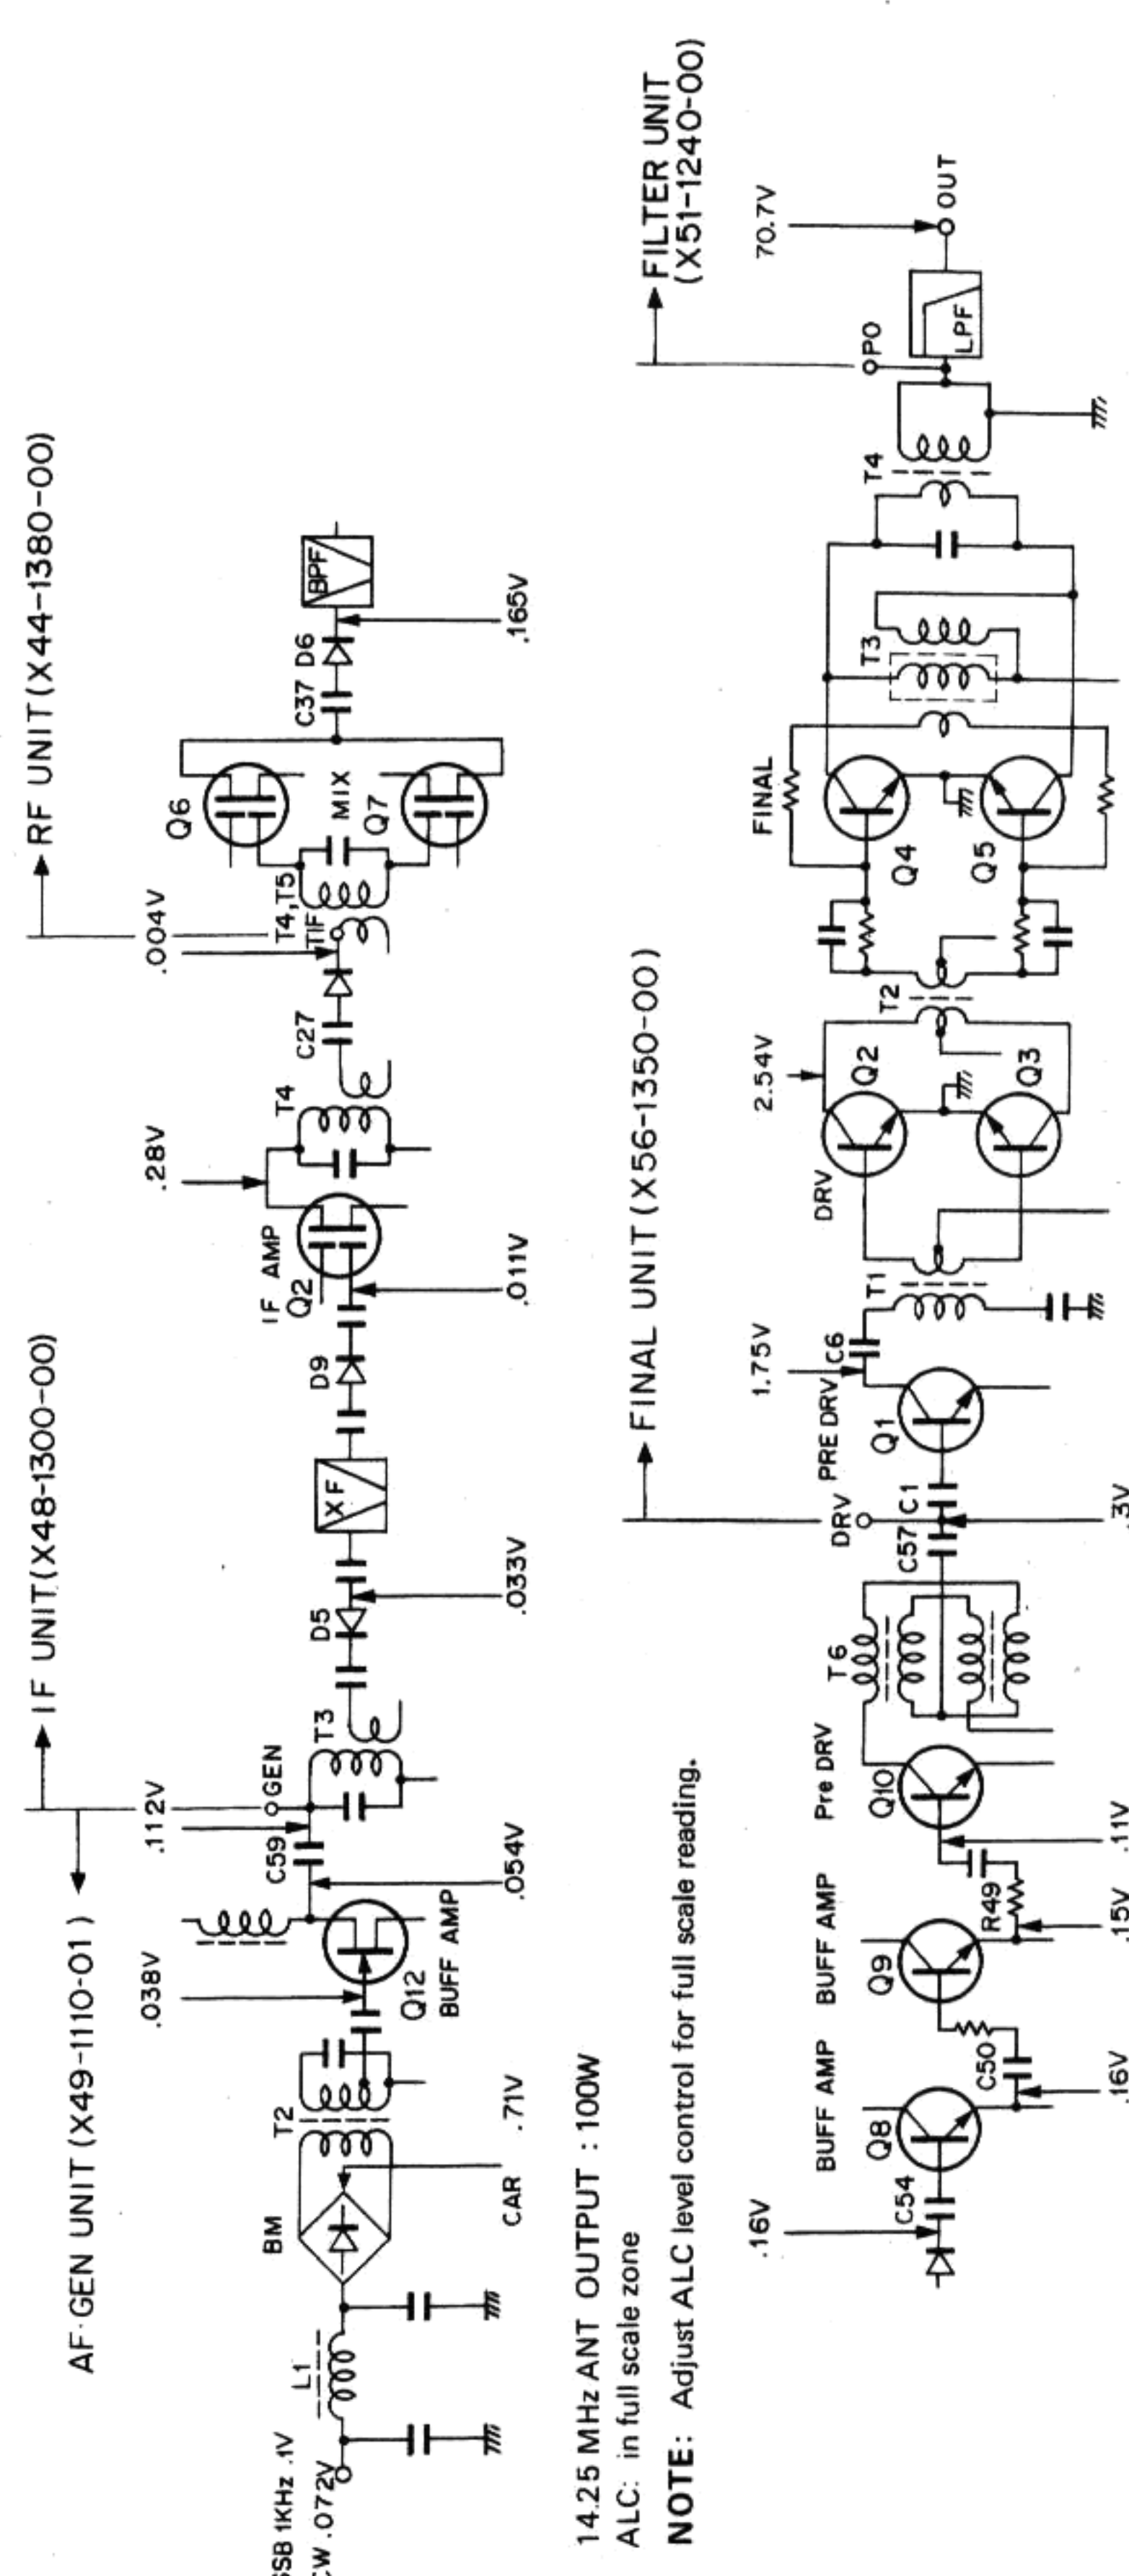 AF·GEN UNIT (X49-1110-01)
IF UNIT (X48-1300-00)
RF UNIT (X44-1380-00)
.038V
.112V
.28V
.004V
SSB 1KHz .1V
CW .072V
L1
BM
T2
C59
GEN
T3
D5
XF
D9
IF AMP
Q2
T4
C27
TIF
T4,T5
Q6
MIX
Q7
C37
D6
BPF
CAR
.71V
Q12
BUFF AMP
.054V
.033V
.011V
.165V
14.25 MHz ANT OUTPUT : 100W
ALC: in full scale zone
NOTE: Adjust ALC level control for full scale reading.
FINAL UNIT (X56-1350-00)
FILTER UNIT
(X51-1240-00)
.16V
C54
BUFF AMP
Q8
C50
.16V
BUFF AMP
Q9
R49
.15V
Pre DRV
Q10
.11V
T6
C57
DRV
C1
.3V
PRE DRV
Q1
1.75V
C6
T1
DRV
2.54V
Q2
Q3
T2
FINAL
Q4
Q5
T3
T4
PO
LPF
70.7V
OUT